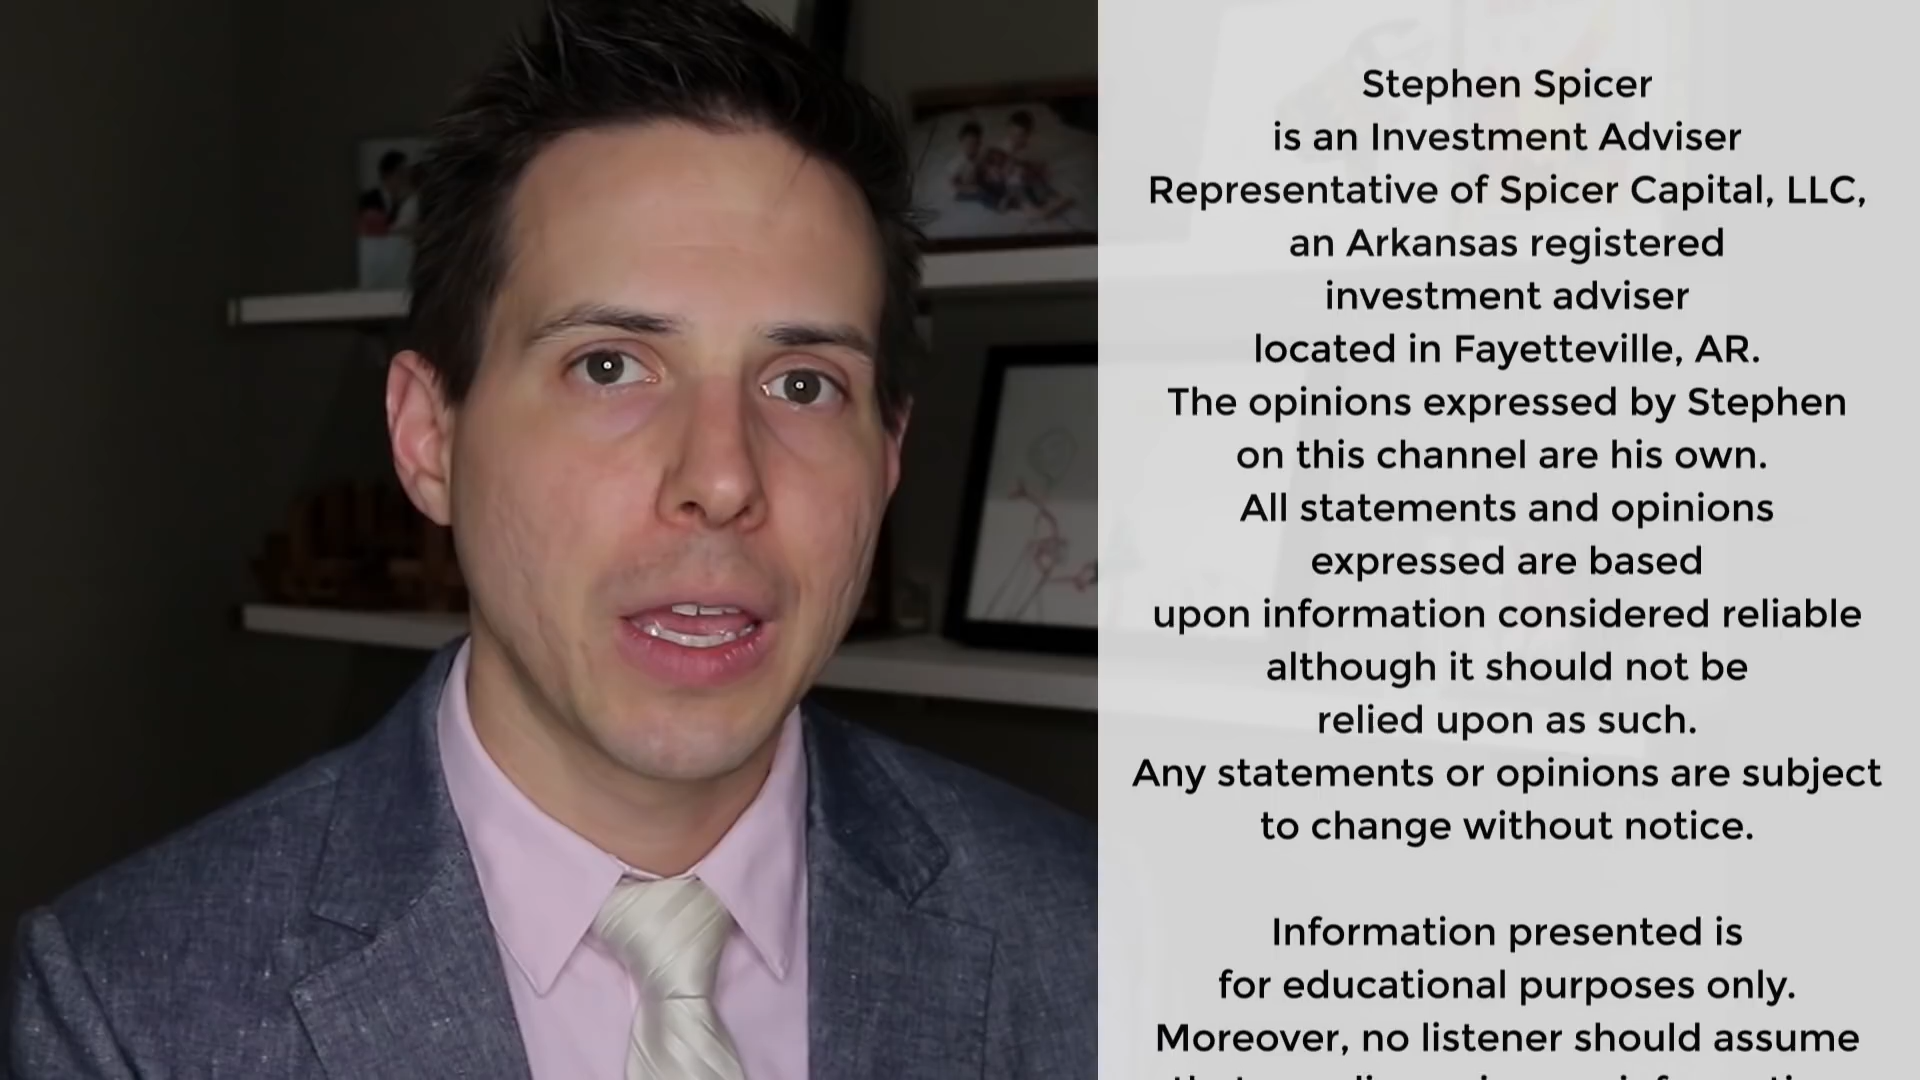 Stephen Spicer
is an Investment Adviser
Representative of Spicer Capital, LLC,
an Arkansas registered
investment adviser
located in Fayetteville, AR.
The opinions expressed by Stephen
on this channel are his own.
All statements and opinions
expressed are based
upon information considered reliable
although it should not be
relied upon as such.
Any statements or opinions are subject
to change without notice.
Information presented is
for educational purposes only.
Moreover, no listener should assume